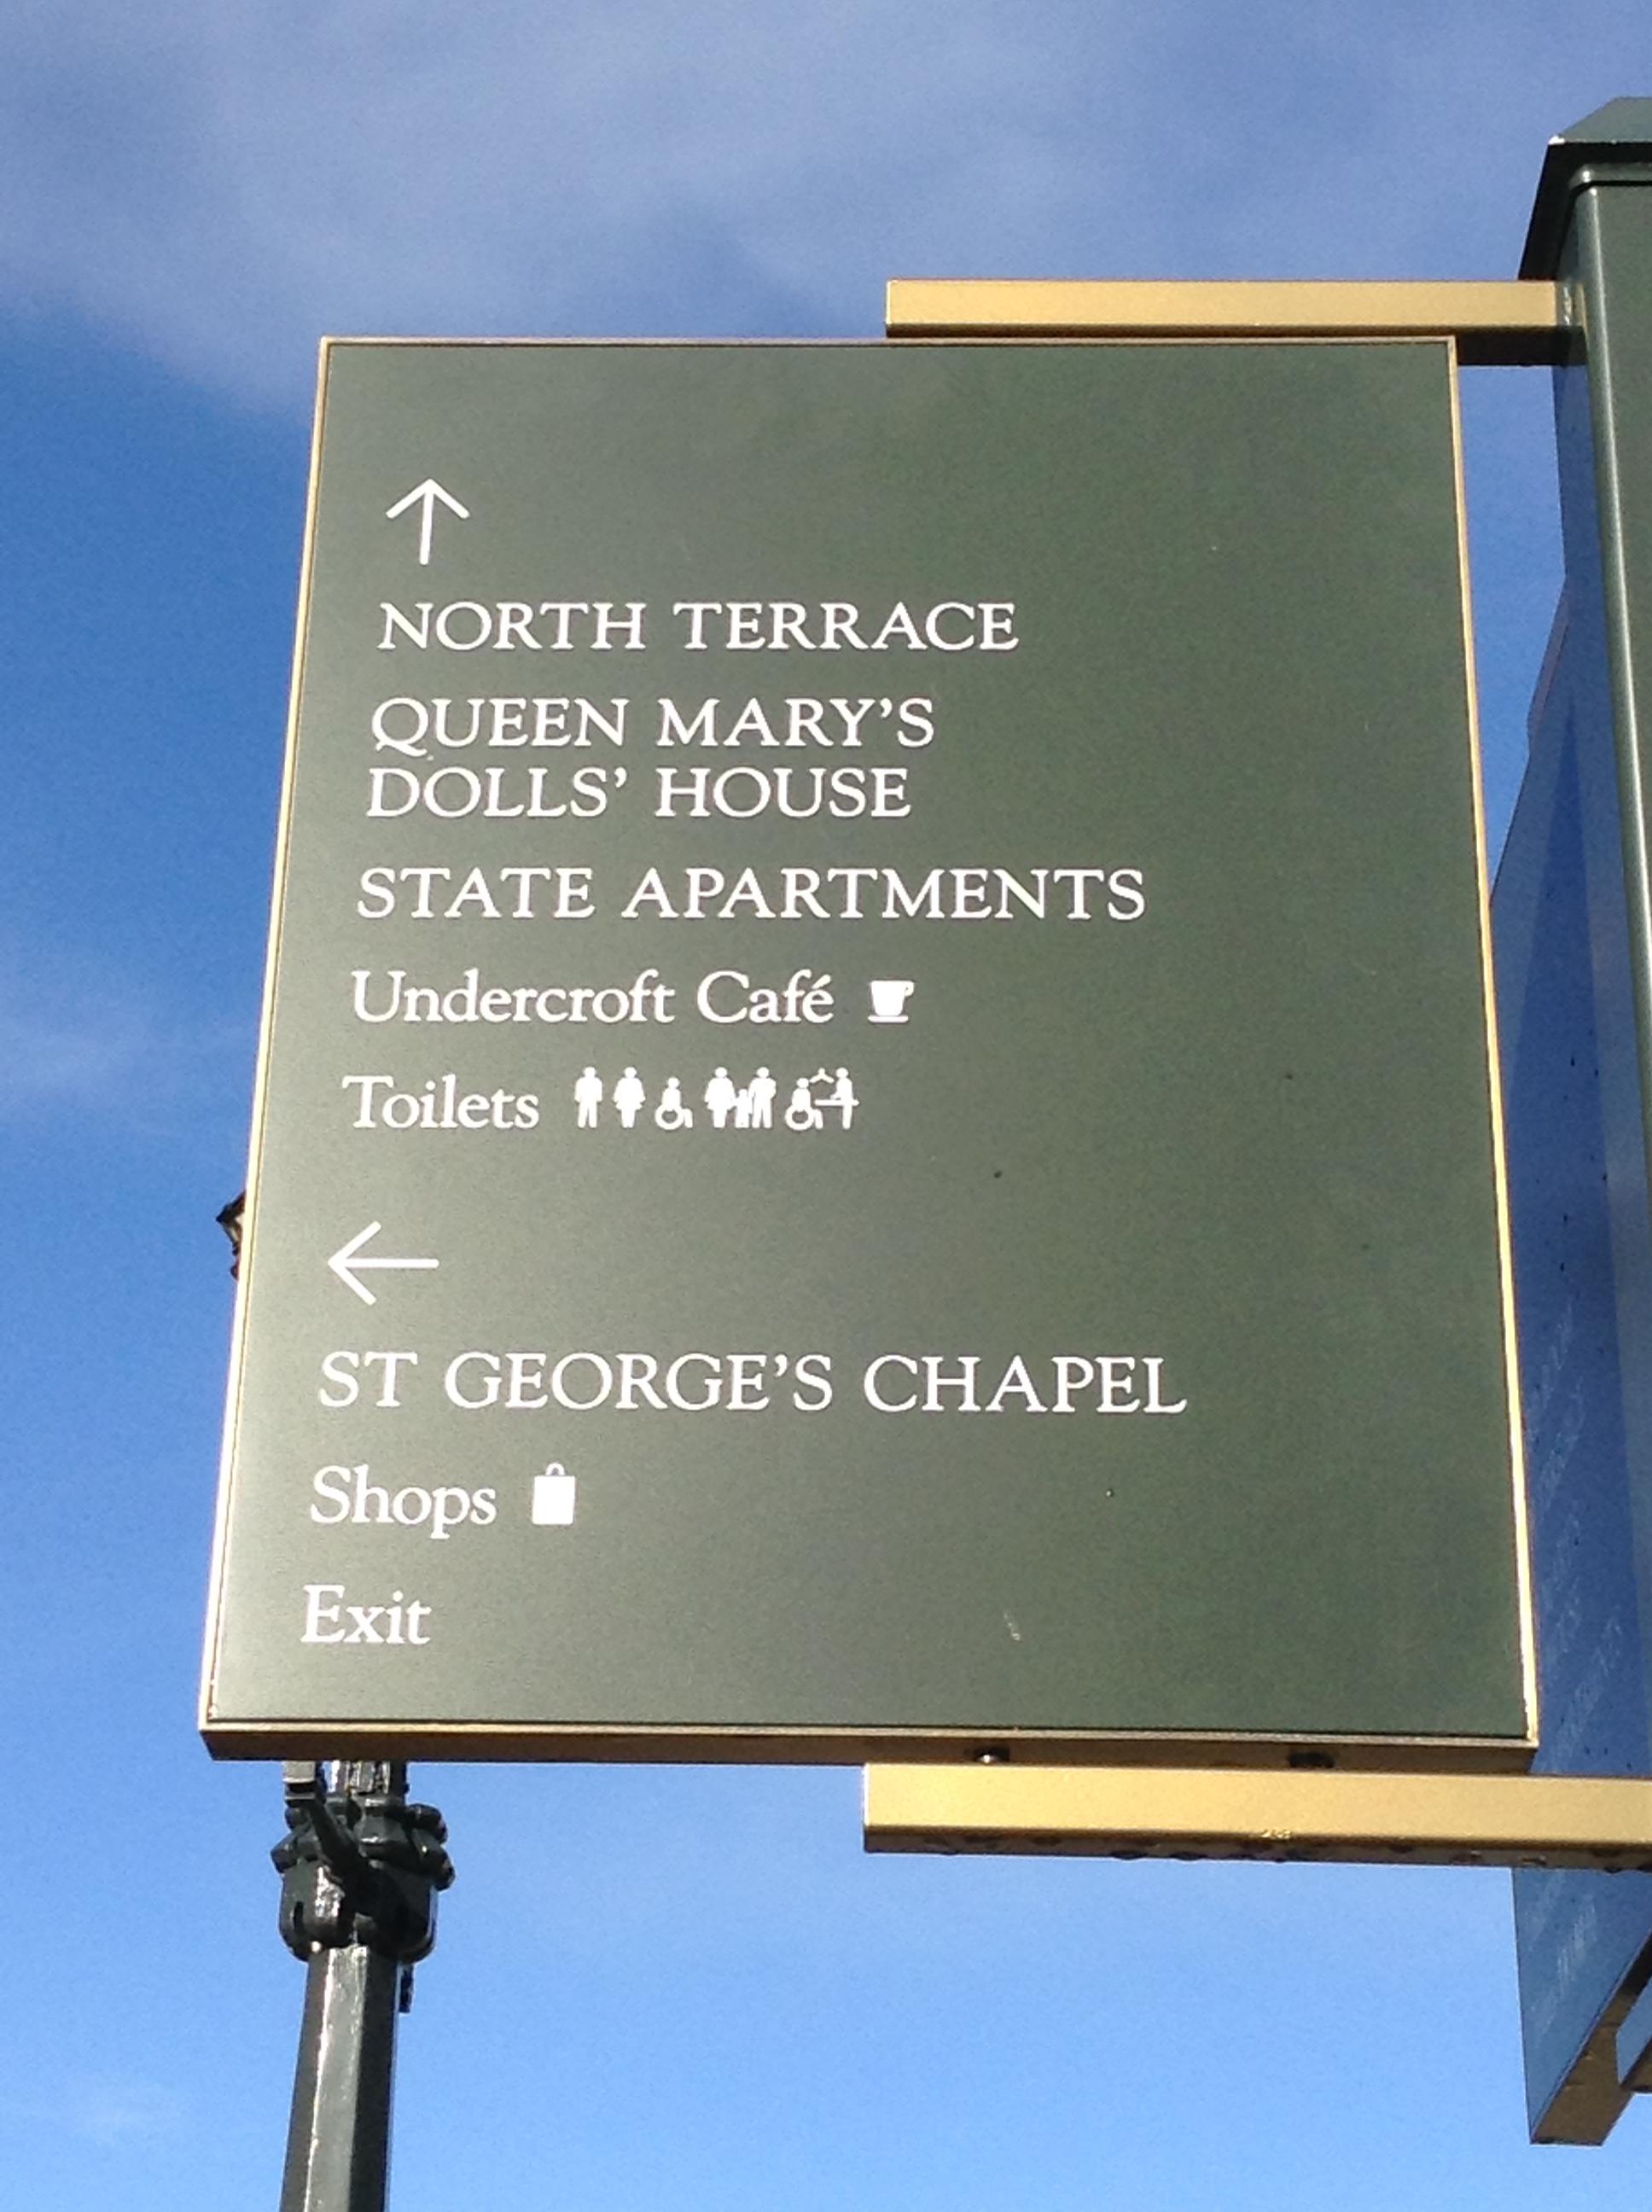 NORTH TERRACE
QUEEN MARY’S
DOLLS’ HOUSE
STATE APARTMENTS
Undercroft Café
Toilets
ST GEORGE’S CHAPEL
Shops
Exit